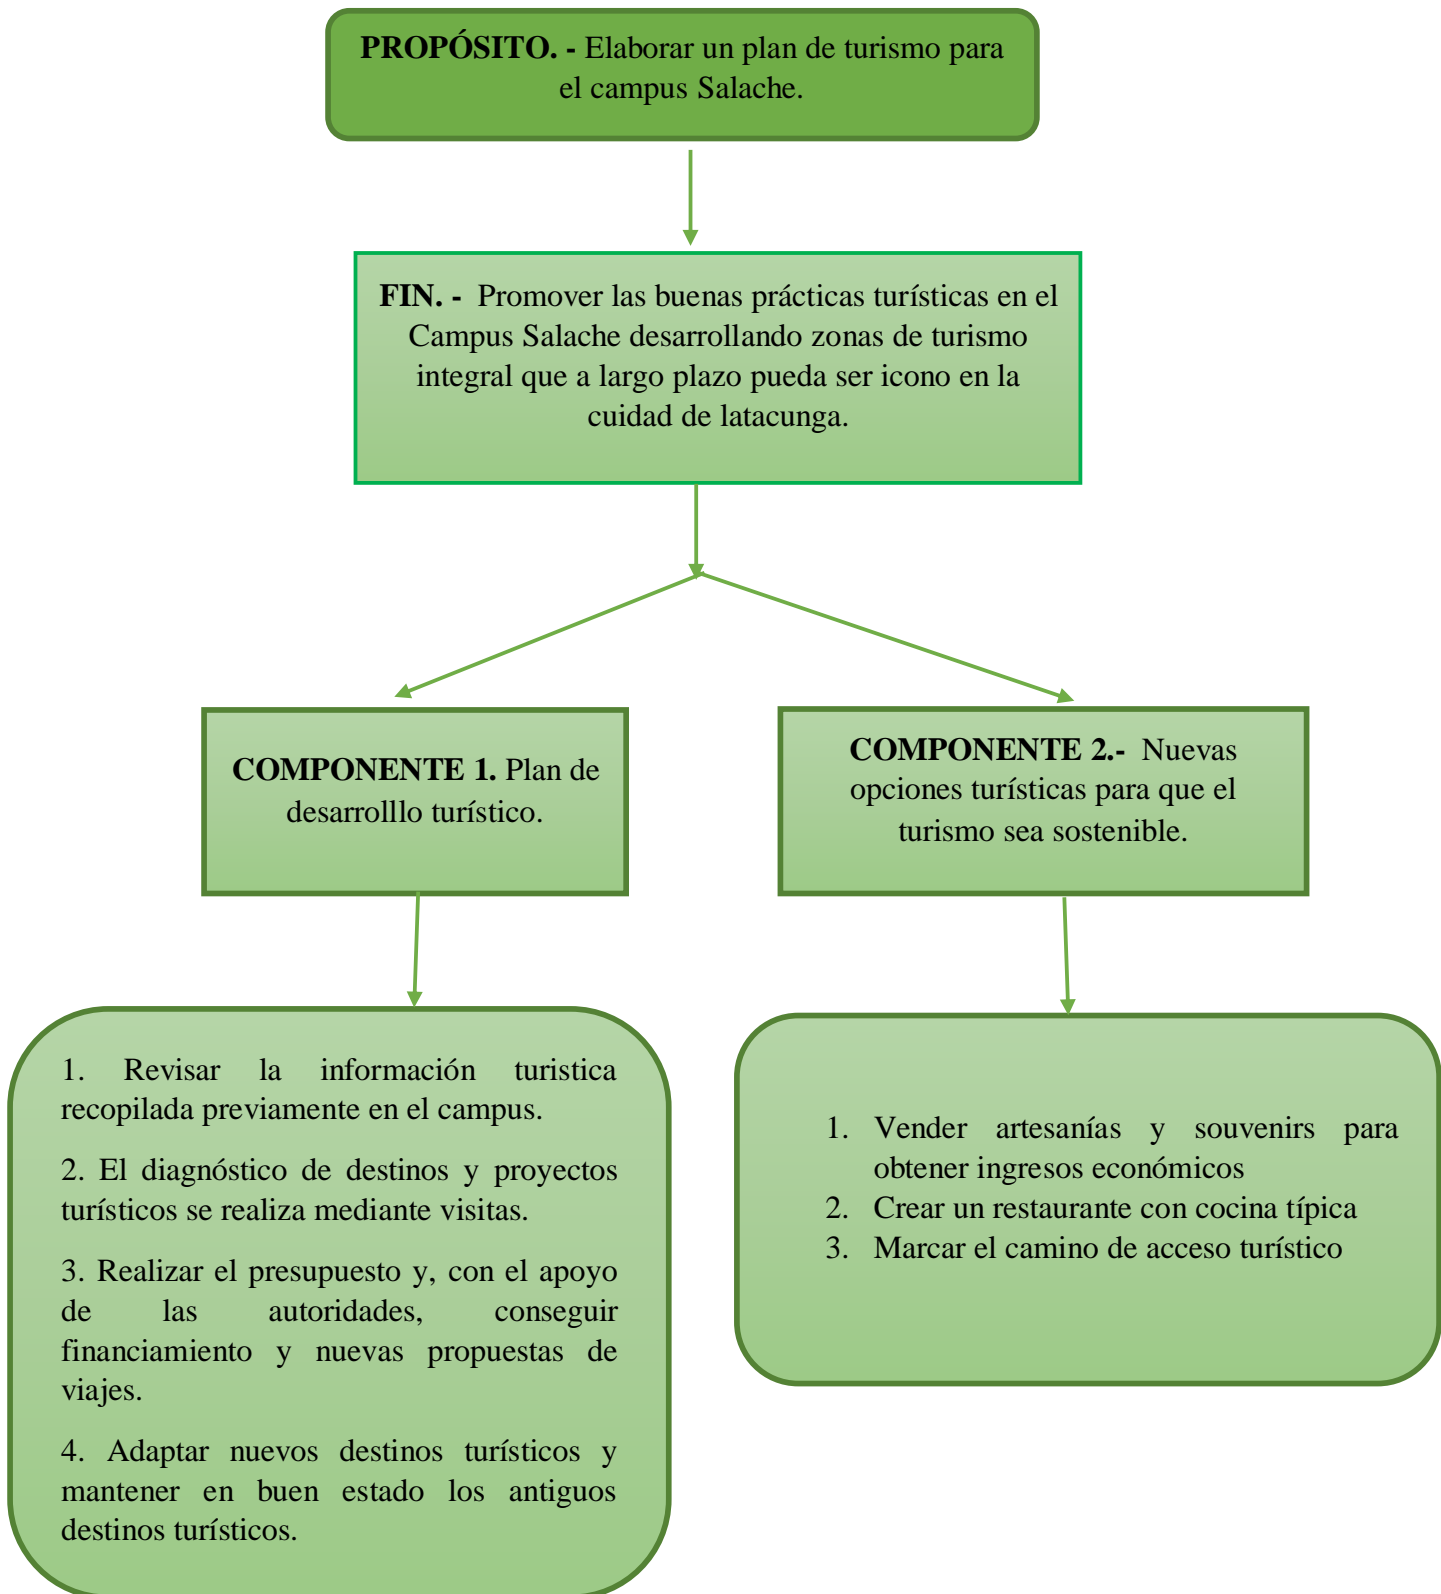 PROPÓSITO. - Elaborar un plan de turismo para
el campus Salache.
FIN. - Promover las buenas prácticas turísticas en el
Campus Salache desarrollando zonas de turismo
integral que a largo plazo pueda ser icono en la
cuidad de latacunga.
COMPONENTE 1. Plan de
desarrolllo turístico.
COMPONENTE 2.- Nuevas
opciones turísticas para que el
turismo sea sostenible.
1. Revisar la información turistica
recopilada previamente en el campus.
2. El diagnóstico de destinos y proyectos
turísticos se realiza mediante visitas.
3. Realizar el presupuesto y, con el apoyo
de las autoridades, conseguir
financiamiento y nuevas propuestas de
viajes.
4. Adaptar nuevos destinos turísticos y
mantener en buen estado los antiguos
destinos turísticos.
1. Vender artesanías y souvenirs para
obtener ingresos económicos
2. Crear un restaurante con cocina típica
3. Marcar el camino de acceso turístico